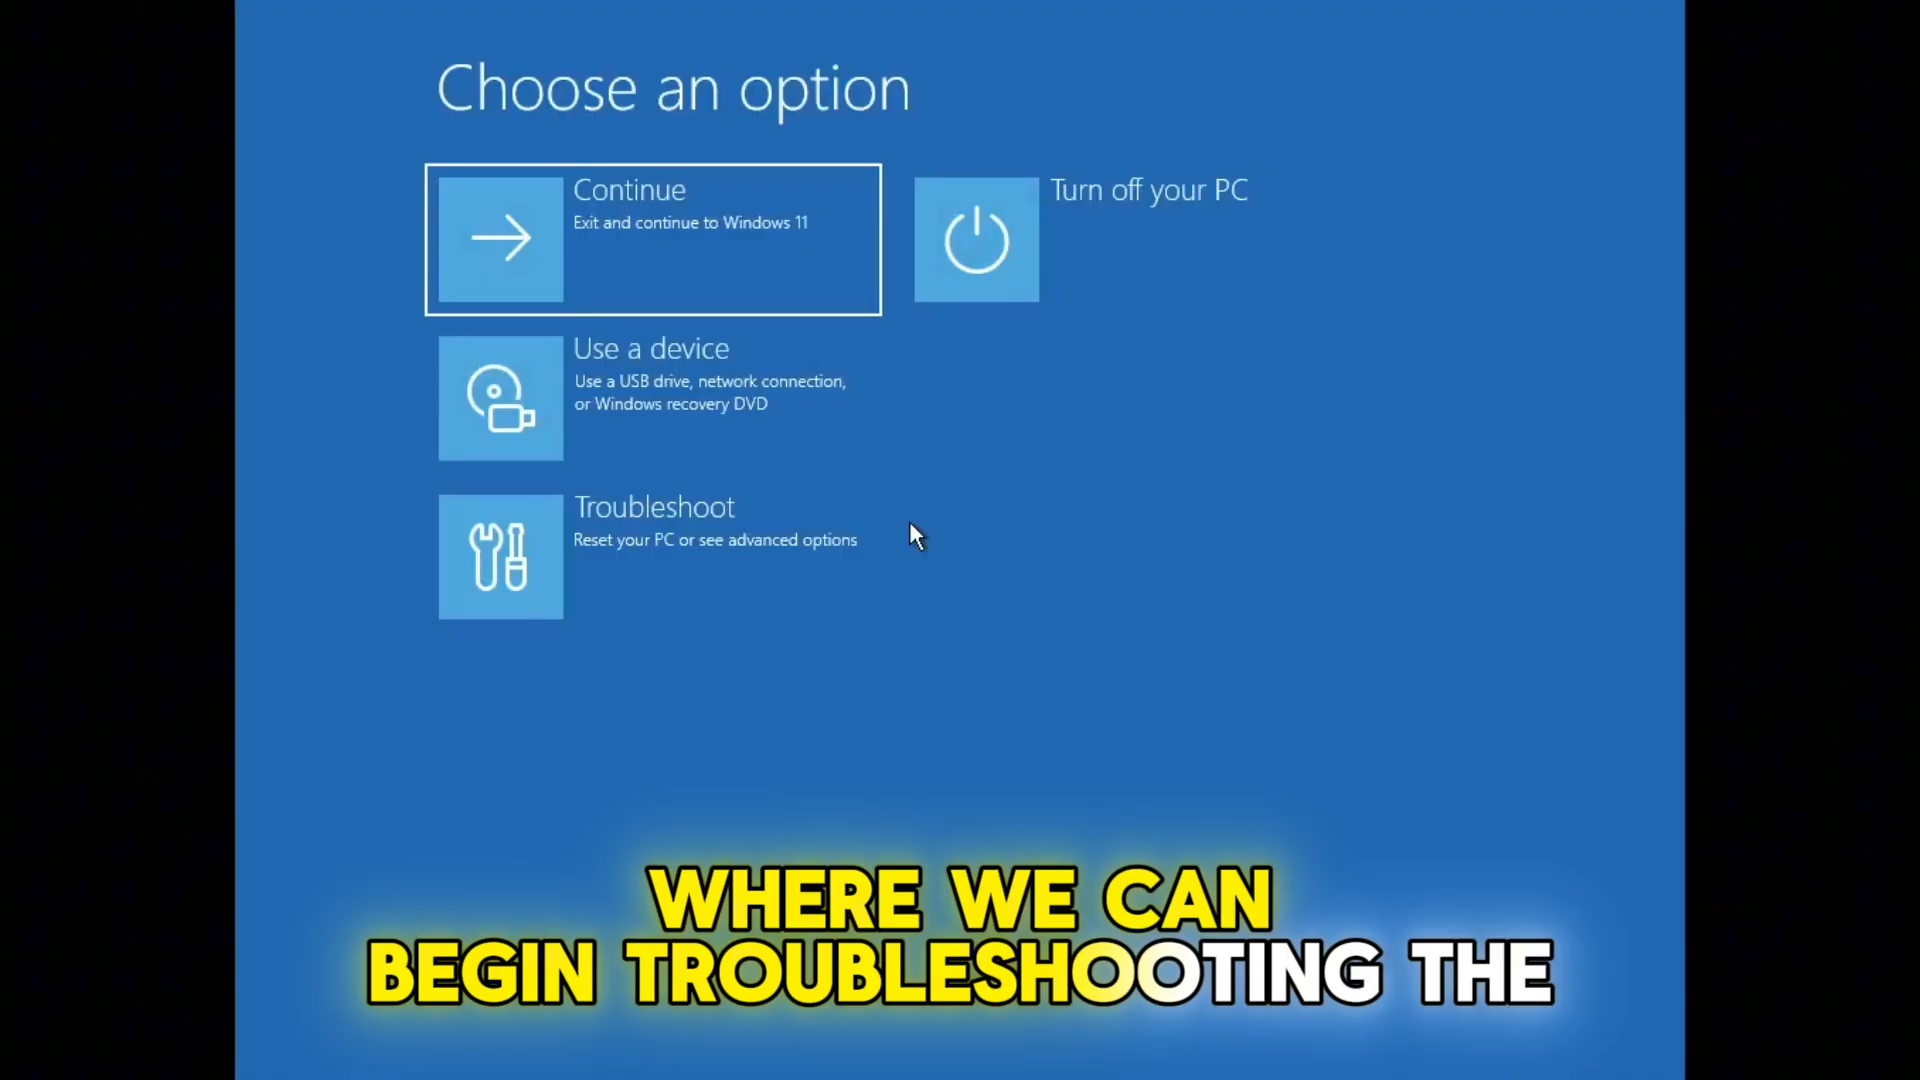 Choose an option
Continue
Exit and continue to Windows 11
Turn off your PC
Use a device
Use a USB drive, network connection,
or Windows recovery DVD
Troubleshoot
Reset your PC or see advanced options
WHERE WE CAN
BEGIN TROUBLESHOOTING THE